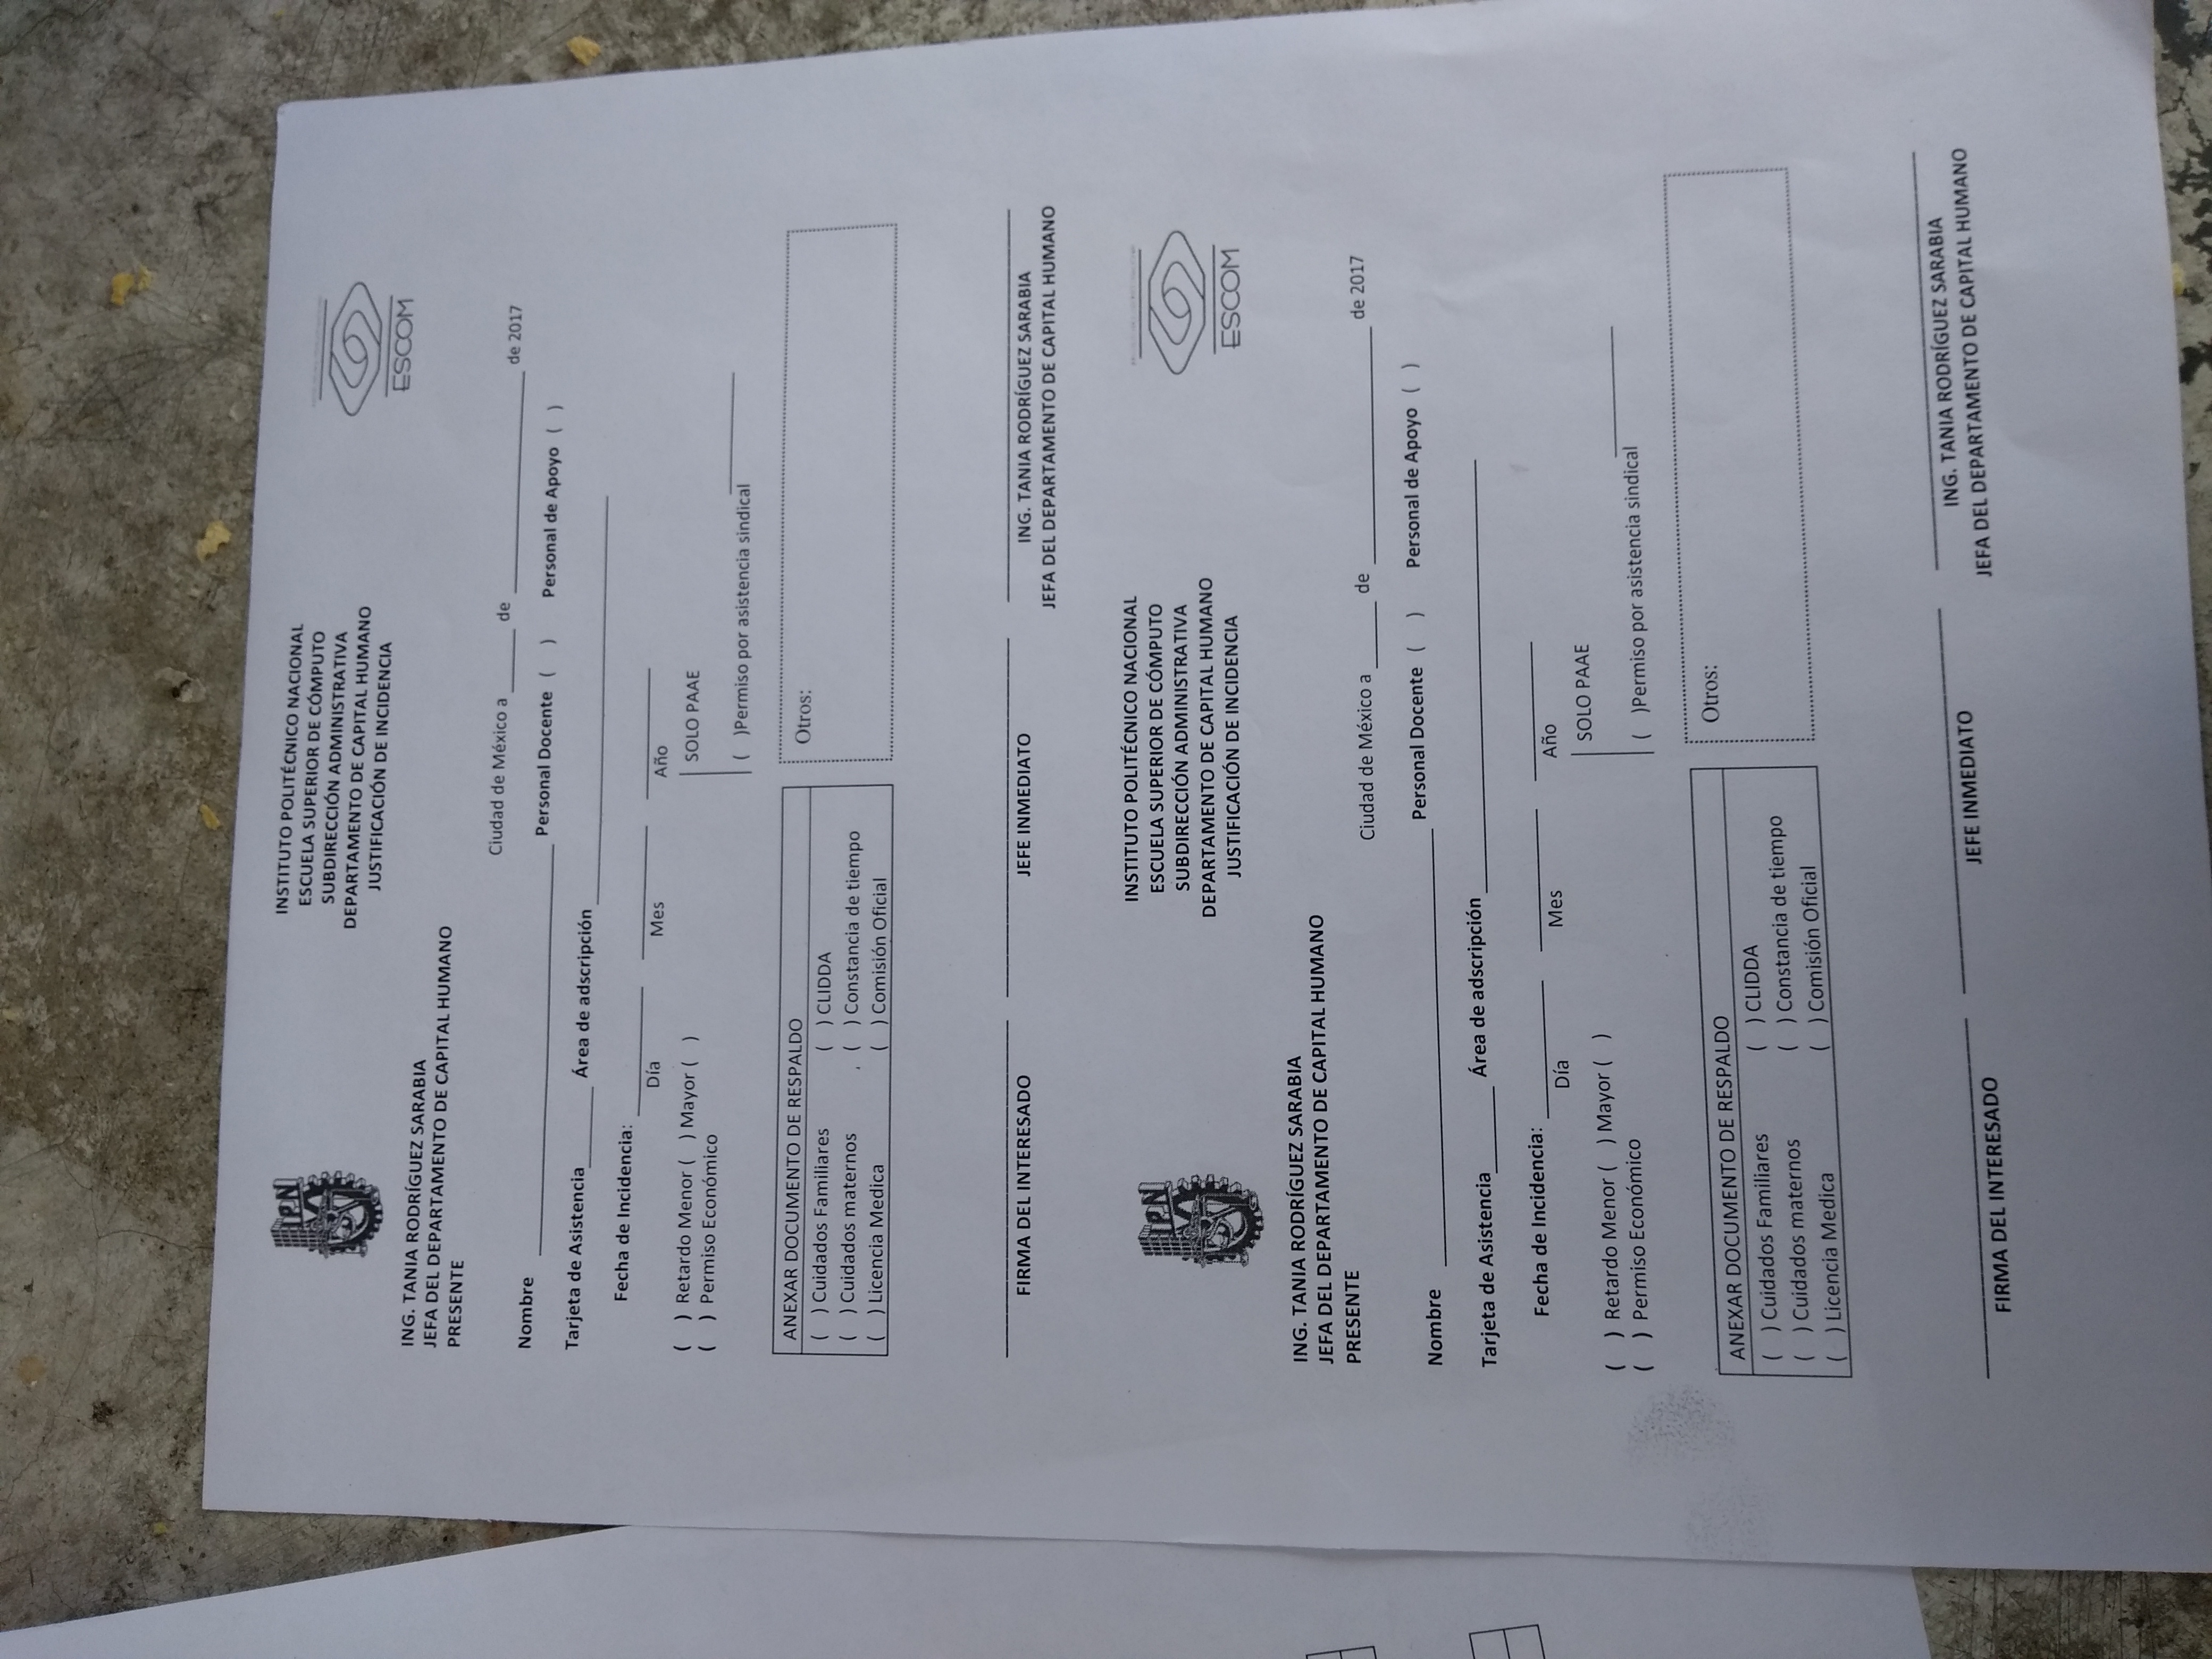 IPN
INSTITUTO POLITÉCNICO NACIONAL
ESCUELA SUPERIOR DE CÓMPUTO
SUBDIRECCIÓN ADMINISTRATIVA
DEPARTAMENTO DE CAPITAL HUMANO
JUSTIFICACIÓN DE INCIDENCIA
ESCOM
ING. TANIA RODRÍGUEZ SARABIA
JEFA DEL DEPARTAMENTO DE CAPITAL HUMANO
PRESENTE
Ciudad de México a ______ de ____________________ de 2017
Nombre ____________________ Personal Docente ( ) Personal de Apoyo ( )
Tarjeta de Asistencia_______ Área de adscripción ____________________
Fecha de Incidencia: __________ __________ __________
Día Mes Año
( ) Retardo Menor ( ) Mayor ( )
( ) Permiso Económico
SOLO PAAE
( )Permiso por asistencia sindical __________
ANEXAR DOCUMENTO DE RESPALDO
( ) Cuidados Familiares ( ) CLIDDA
( ) Cuidados maternos ( ) Constancia de tiempo
( ) Licencia Medica ( ) Comisión Oficial
Otros:
FIRMA DEL INTERESADO JEFE INMEDIATO ING. TANIA RODRÍGUEZ SARABIA
JEFA DEL DEPARTAMENTO DE CAPITAL HUMANO
IPN
INSTITUTO POLITÉCNICO NACIONAL
ESCUELA SUPERIOR DE CÓMPUTO
SUBDIRECCIÓN ADMINISTRATIVA
DEPARTAMENTO DE CAPITAL HUMANO
JUSTIFICACIÓN DE INCIDENCIA
ESCOM
ING. TANIA RODRÍGUEZ SARABIA
JEFA DEL DEPARTAMENTO DE CAPITAL HUMANO
PRESENTE
Ciudad de México a ______ de ____________________ de 2017
Nombre ____________________ Personal Docente ( ) Personal de Apoyo ( )
Tarjeta de Asistencia_______ Área de adscripción ____________________
Fecha de Incidencia: __________ __________ __________
Día Mes Año
( ) Retardo Menor ( ) Mayor ( )
( ) Permiso Económico
SOLO PAAE
( )Permiso por asistencia sindical __________
ANEXAR DOCUMENTO DE RESPALDO
( ) Cuidados Familiares ( ) CLIDDA
( ) Cuidados maternos ( ) Constancia de tiempo
( ) Licencia Medica ( ) Comisión Oficial
Otros:
FIRMA DEL INTERESADO JEFE INMEDIATO ING. TANIA RODRÍGUEZ SARABIA
JEFA DEL DEPARTAMENTO DE CAPITAL HUMANO